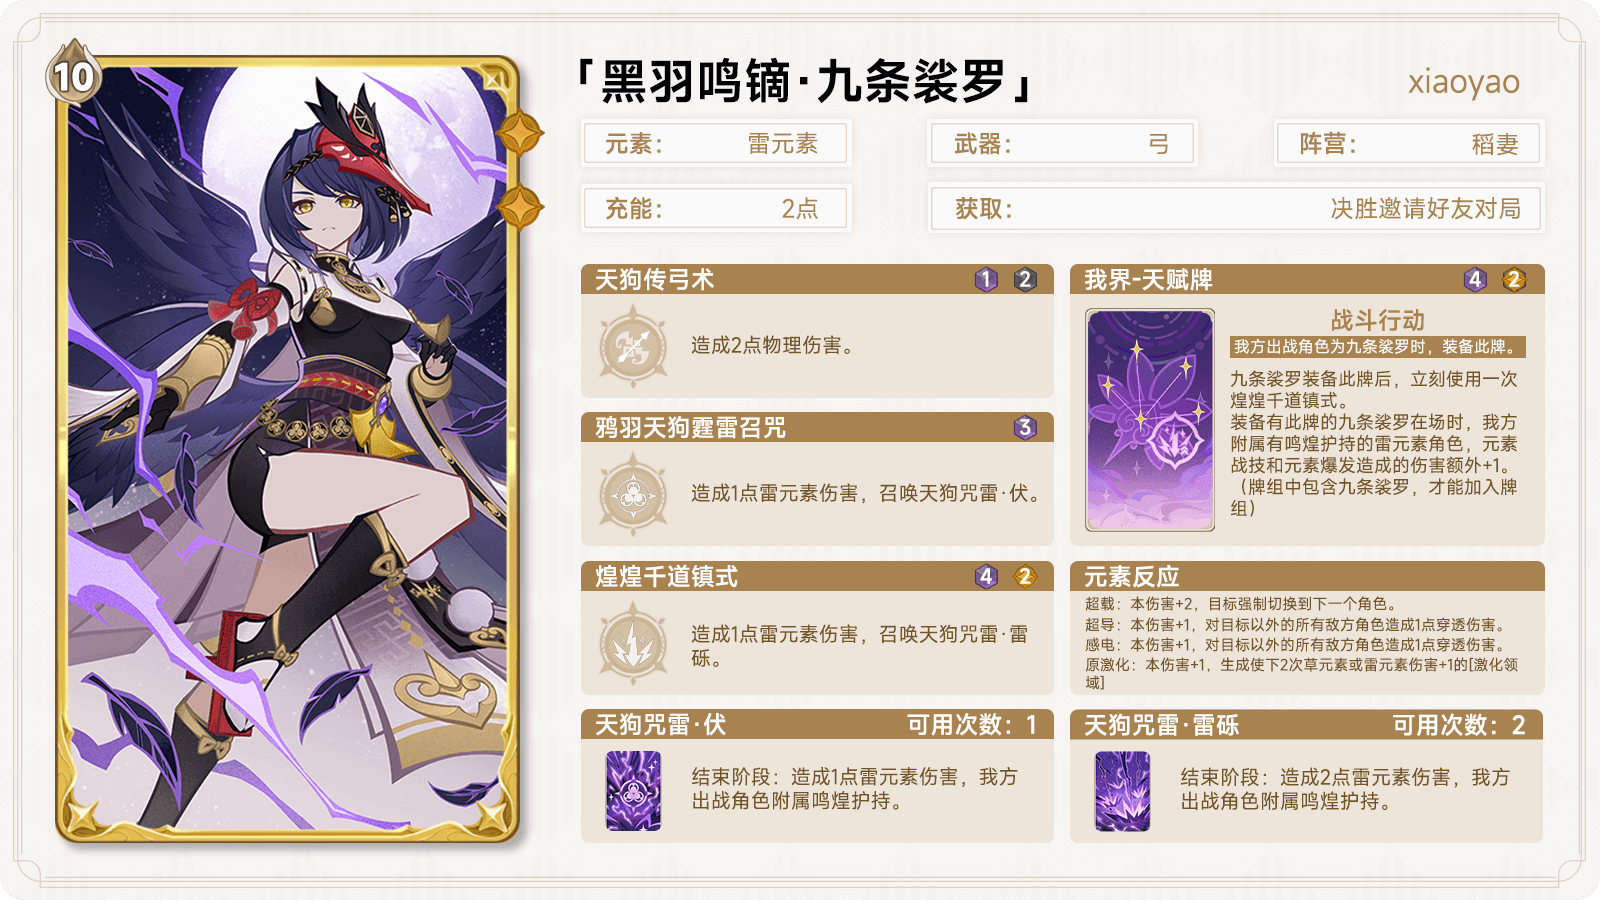 10
「黑羽鸣镝·九条裟罗」
xiaoyao
元素： 雷元素
武器： 弓
阵营： 稻妻
充能： 2点
获取： 决胜邀请好友对局
天狗传弓术 1 2
造成2点物理伤害。
鸦羽天狗霆雷召咒 3
造成1点雷元素伤害，召唤天狗咒雷·伏。
煌煌千道镇式 4 2
造成1点雷元素伤害，召唤天狗咒雷·雷
砾。
天狗咒雷·伏 可用次数：1
结束阶段：造成1点雷元素伤害，我方
出战角色附属鸣煌护持。
我界-天赋牌 4 2
战斗行动
我方出战角色为九条裟罗时，装备此牌。
九条裟罗装备此牌后，立刻使用一次
煌煌千道镇式。
装备有此牌的九条裟罗在场时，我方
附属有鸣煌护持的雷元素角色，元素
战技和元素爆发造成的伤害额外+1。
（牌组中包含九条裟罗，才能加入牌
组）
元素反应
超载：本伤害+2，目标强制切换到下一个角色。
超导：本伤害+1，对目标以外的所有敌方角色造成1点穿透伤害。
感电：本伤害+1，对目标以外的所有敌方角色造成1点穿透伤害。
原激化：本伤害+1，生成使下2次草元素或雷元素伤害+1的[激化领
域]
天狗咒雷·雷砾 可用次数：2
结束阶段：造成2点雷元素伤害，我方
出战角色附属鸣煌护持。